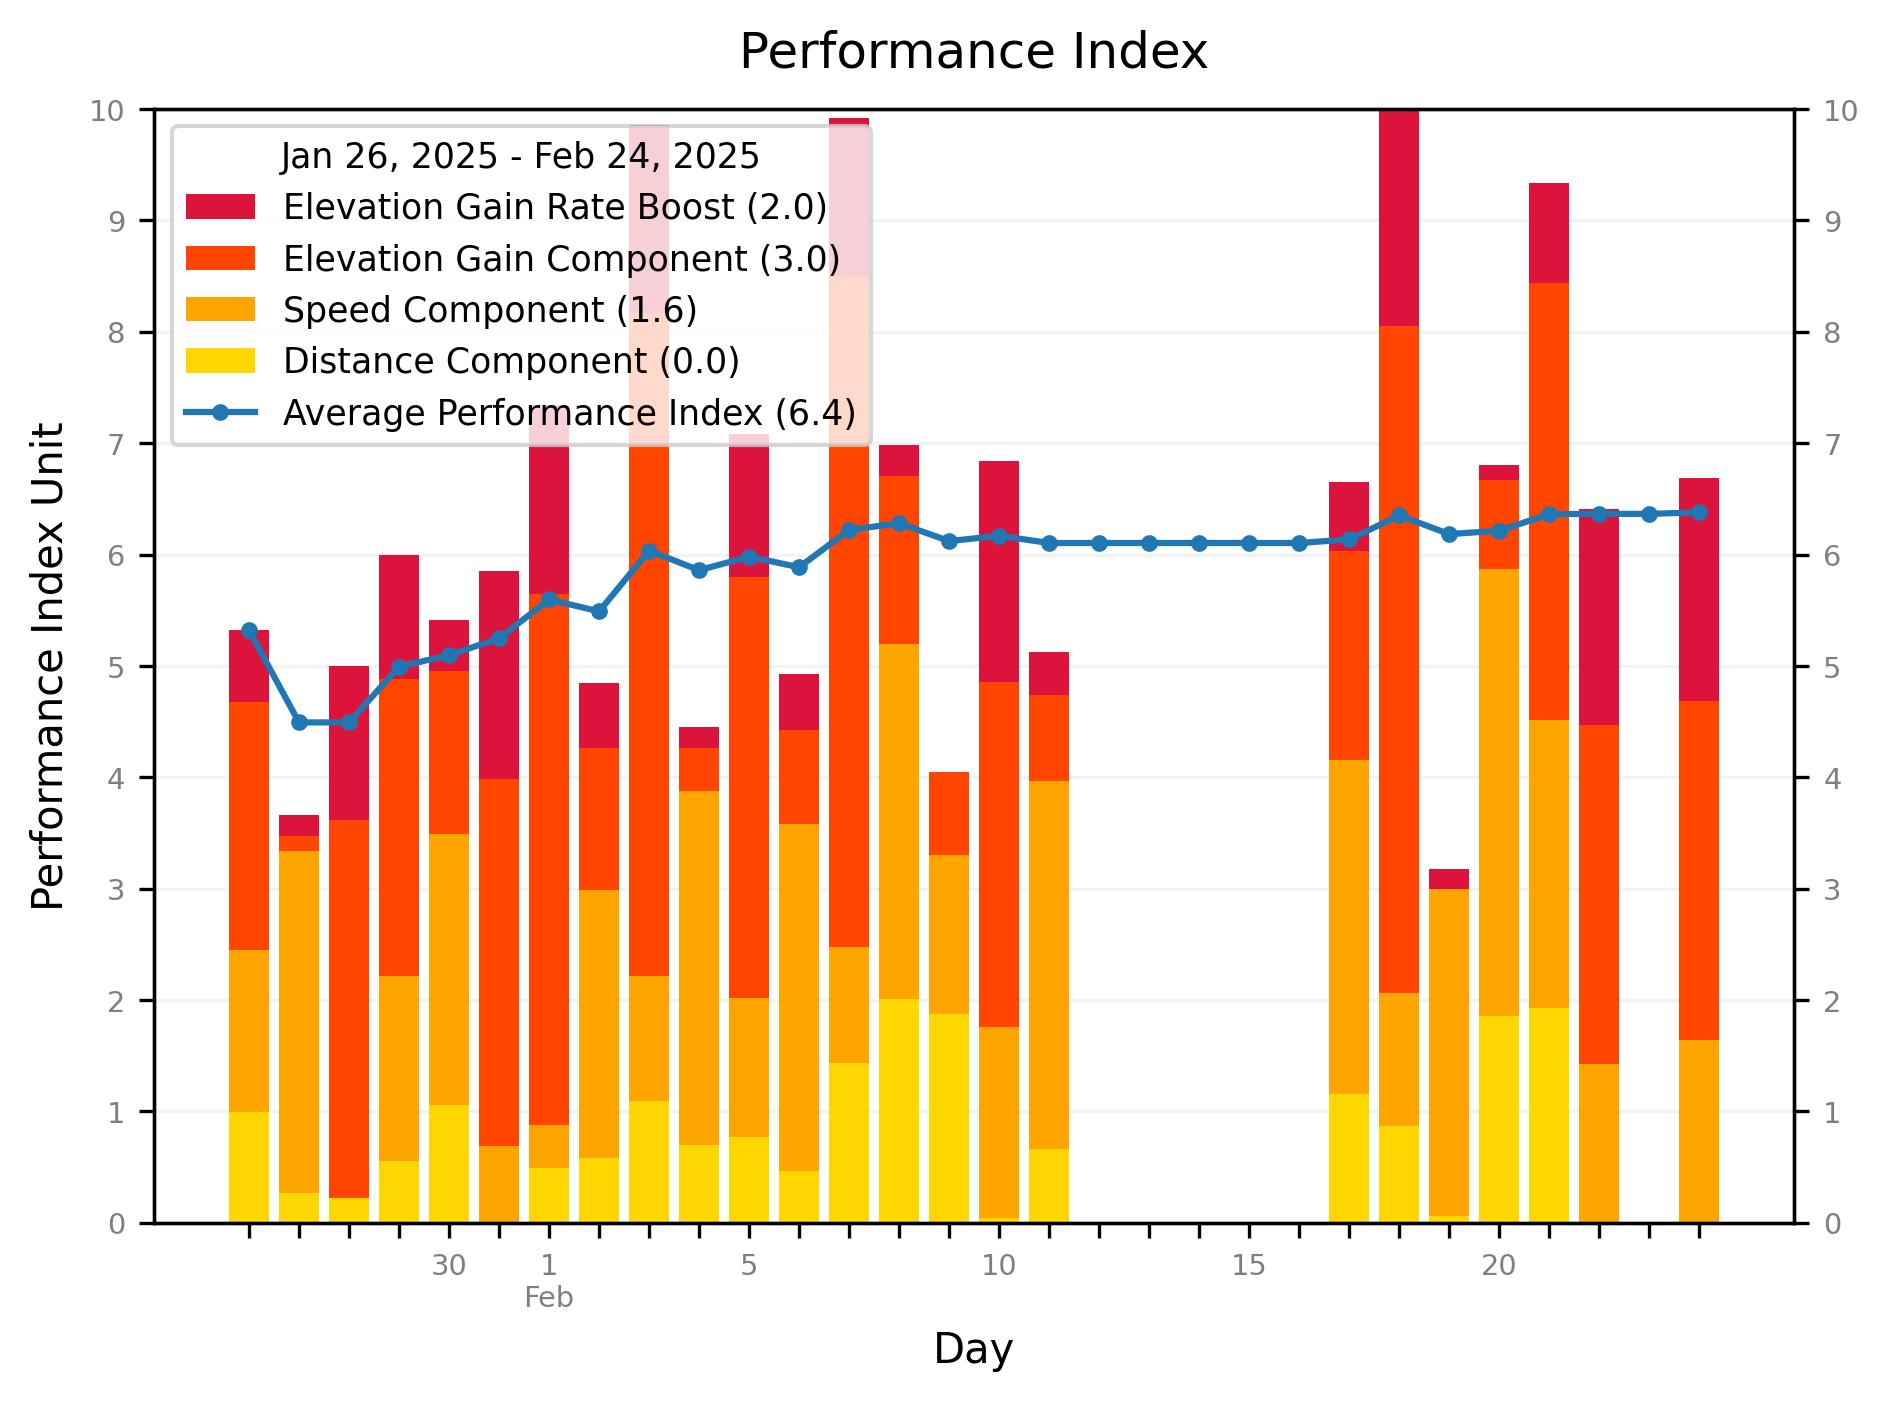 Performance Index
Jan 26, 2025 - Feb 24, 2025
Elevation Gain Rate Boost (2.0)
Elevation Gain Component (3.0)
Speed Component (1.6)
Distance Component (0.0)
Average Performance Index (6.4)
Performance Index Unit
10
9
8
7
6
5
4
3
2
1
0
10
9
8
7
6
5
4
3
2
1
0
30 1 5 10 15 20
Feb
Day